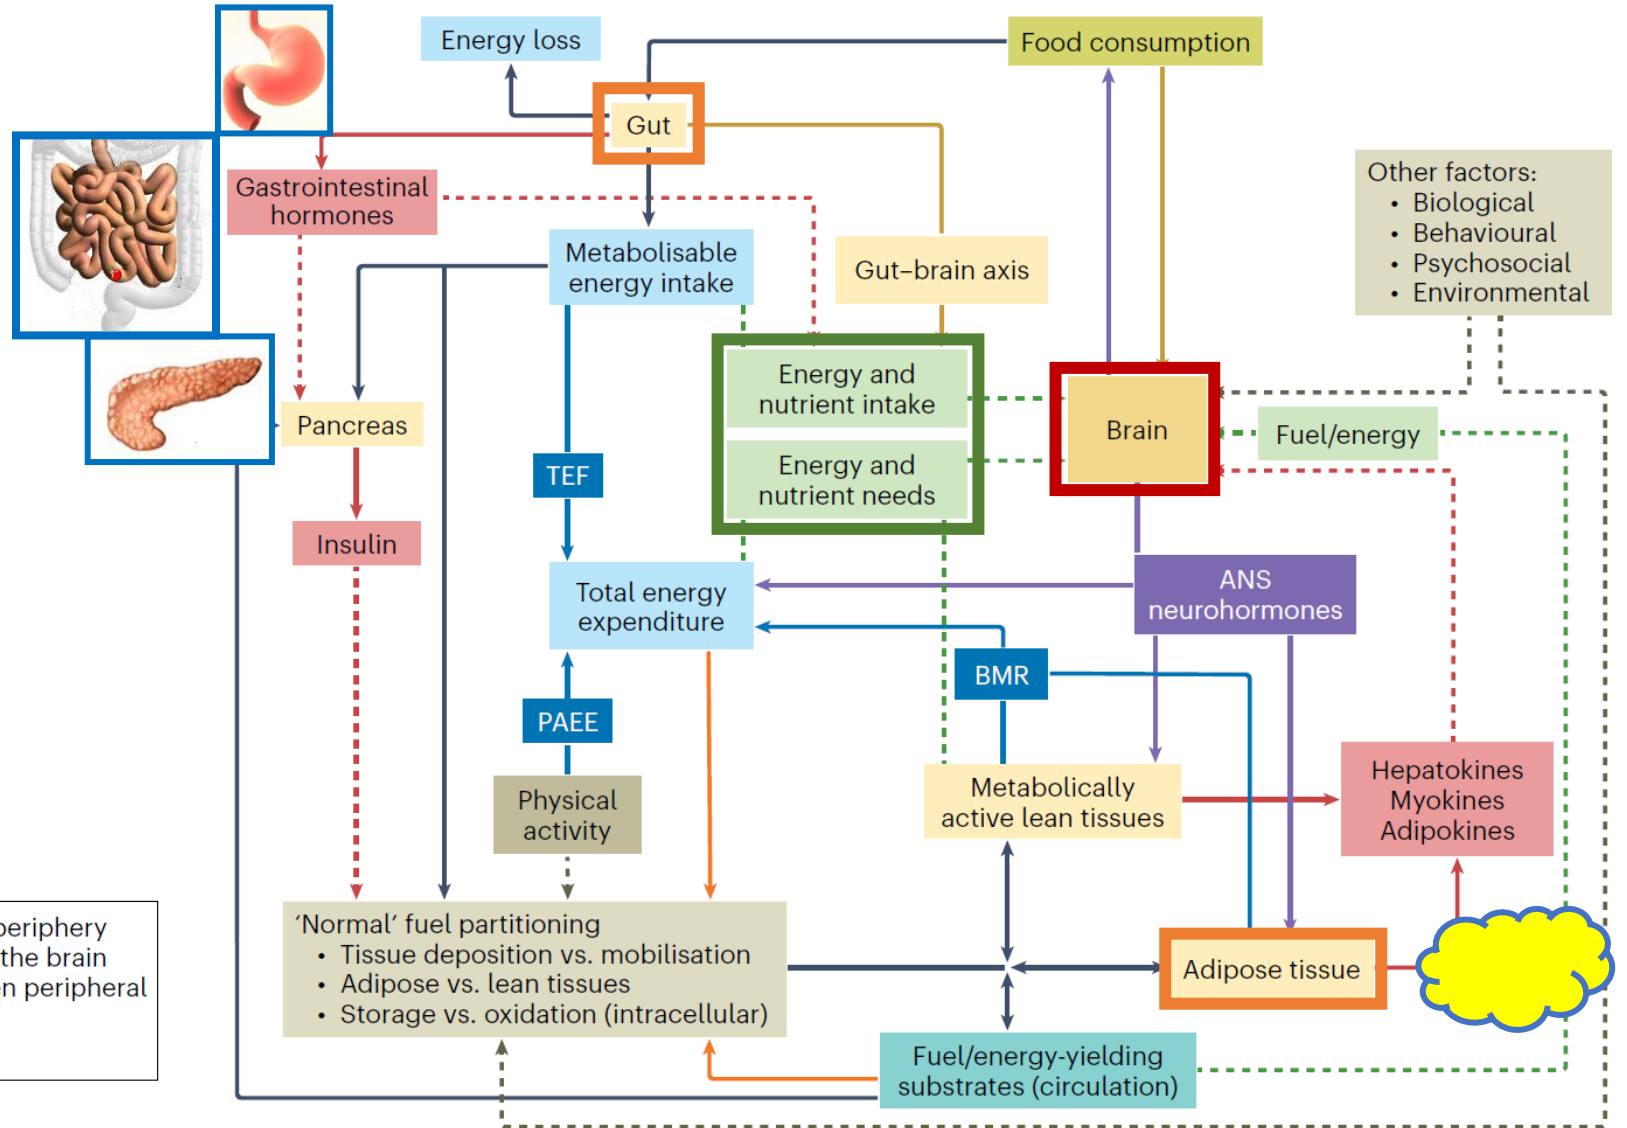 Energy loss
Food consumption
Gut
Gastrointestinal
hormones
Metabolisable
energy intake
Gut–brain axis
Other factors:
• Biological
• Behavioural
• Psychosocial
• Environmental
Energy and
nutrient intake
Energy and
nutrient needs
Brain
Fuel/energy
Pancreas
TEF
Insulin
Total energy
expenditure
ANS
neurohormones
BMR
PAEE
Physical
activity
Metabolically
active lean tissues
Hepatokines
Myokines
Adipokines
‘Normal’ fuel partitioning
• Tissue deposition vs. mobilisation
• Adipose vs. lean tissues
• Storage vs. oxidation (intracellular)
Adipose tissue
Fuel/energy-yielding
substrates (circulation)
periphery
the brain
en peripheral